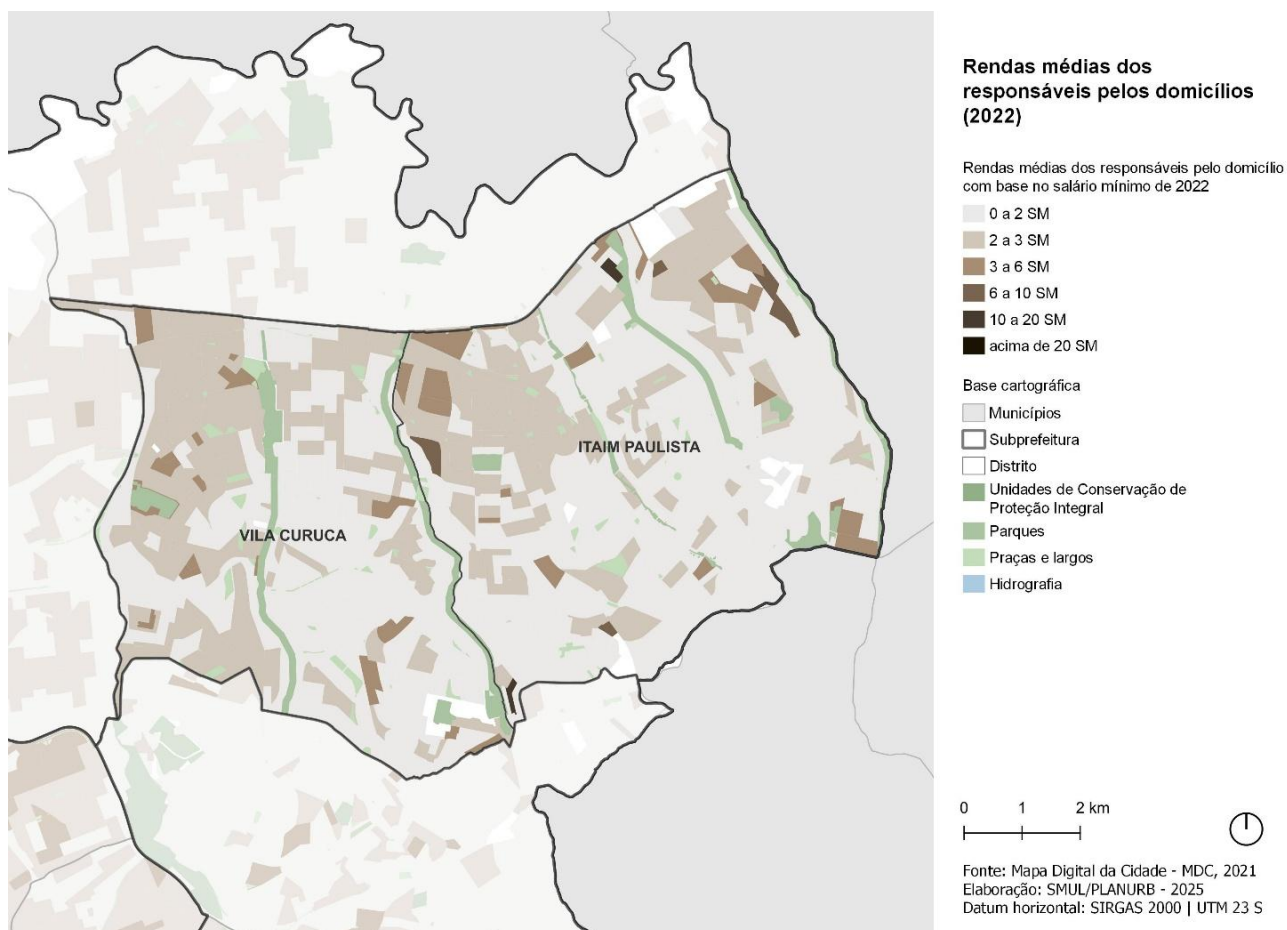 Rendas médias dos
responsáveis pelos domicílios
(2022)
Rendas médias dos responsáveis pelo domicílio
com base no salário mínimo de 2022
0 a 2 SM
2 a 3 SM
3 a 6 SM
6 a 10 SM
10 a 20 SM
acima de 20 SM
Base cartográfica
Municípios
Subprefeitura
Distrito
Unidades de Conservação de
Proteção Integral
Parques
Praças e largos
Hidrografia
ITAIM PAULISTA
VILA CURUCA
0 1 2 km
Fonte: Mapa Digital da Cidade - MDC, 2021
Elaboração: SMUL/PLANURB - 2025
Datum horizontal: SIRGAS 2000 | UTM 23 S